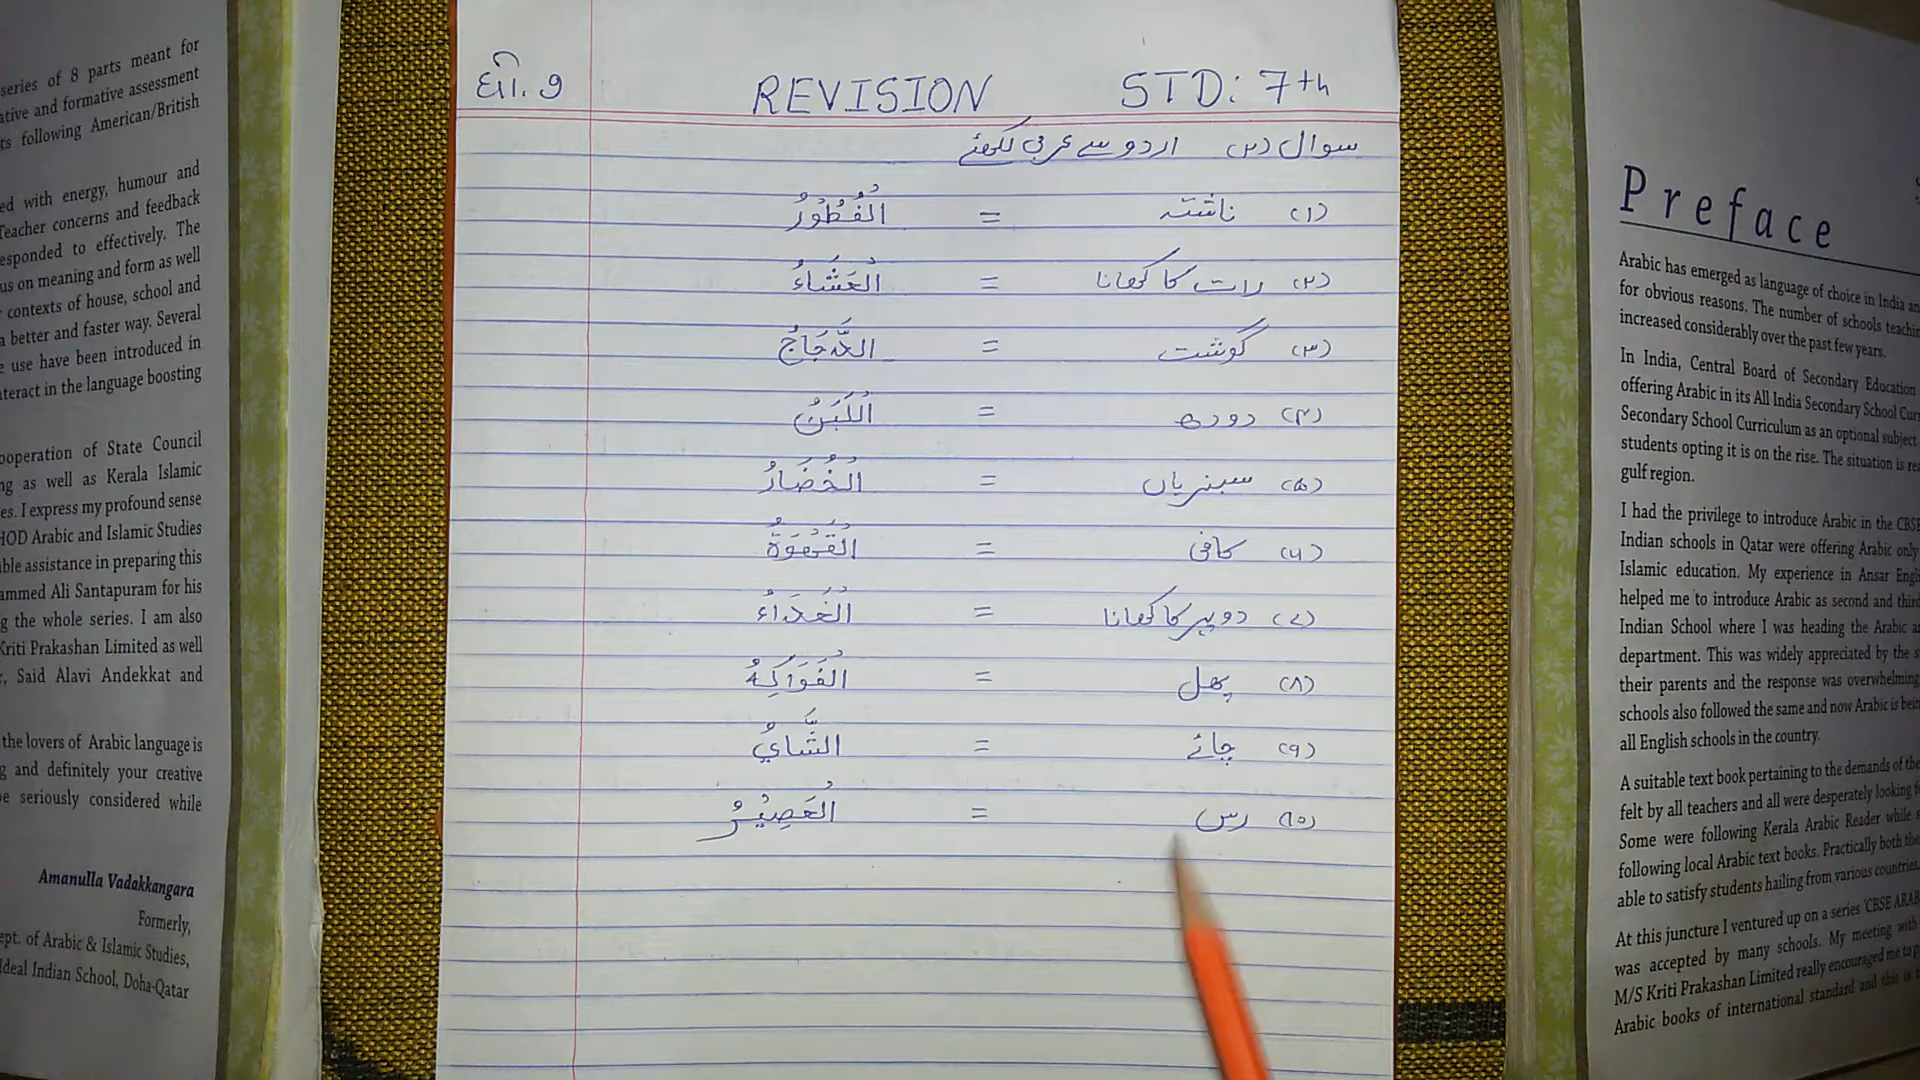 ધો. 7 REVISION STD: 7th
سوال (۲) اردو سے عربی لکھئے
(۱) ناشتہ = اَلْفُطُوْرُ
(۲) رات کا کھانا = اَلْعَشَاءُ
(۳) گوشت = اَلدَّجَاجُ
(۴) دودھ = اَللَبَنُ
(۵) سبزیاں = اَلْخُضَارُ
(۶) کافی = اَلْقَهْوَةُ
(۷) دوپہر کا کھانا = اَلْغَدَاءُ
(۸) پھل = اَلْفَوَاكِهُ
(۹) چائے = الشَّايُ
(۱۰) رس = اَلْعَصِيْرُ
series of 8 parts meant for
ative and formative assessment
ts following American/British
ed with energy, humour and
Teacher concerns and feedback
esponded to effectively. The
us on meaning and form as well
contexts of house, school and
a better and faster way. Several
e use have been introduced in
nteract in the language boosting
ooperation of State Council
ng as well as Kerala Islamic
es. I express my profound sense
HOD Arabic and Islamic Studies
ble assistance in preparing this
ammed Ali Santapuram for his
g the whole series. I am also
Kriti Prakashan Limited as well
r, Said Alavi Andekkat and
the lovers of Arabic language is
g and definitely your creative
be seriously considered while
Amanulla Vadakkangara
Formerly,
ept. of Arabic & Islamic Studies,
Ideal Indian School, Doha-Qatar
Preface
Arabic has emerged as language of choice in India an
for obvious reasons. The number of schools teachin
increased considerably over the past few years.
In India, Central Board of Secondary Education
offering Arabic in its All India Secondary School Curr
Secondary School Curriculum as an optional subject
students opting it is on the rise. The situation is rea
gulf region.
I had the privilege to introduce Arabic in the CBSE
Indian schools in Qatar were offering Arabic only
Islamic education. My experience in Ansar Engl
helped me to introduce Arabic as second and third
Indian School where I was heading the Arabic a
department. This was widely appreciated by the s
their parents and the response was overwhelming
schools also followed the same and now Arabic is bei
all English schools in the country.
A suitable text book pertaining to the demands of the
felt by all teachers and all were desperately looking f
Some were following Kerala Arabic Reader while s
following local Arabic text books. Practically both the
able to satisfy students hailing from various countries
At this juncture I ventured up on a series 'CBSE ARAB
was accepted by many schools. My meeting with
M/S Kriti Prakashan Limited really encouraged me to p
Arabic books of international standard and this is t